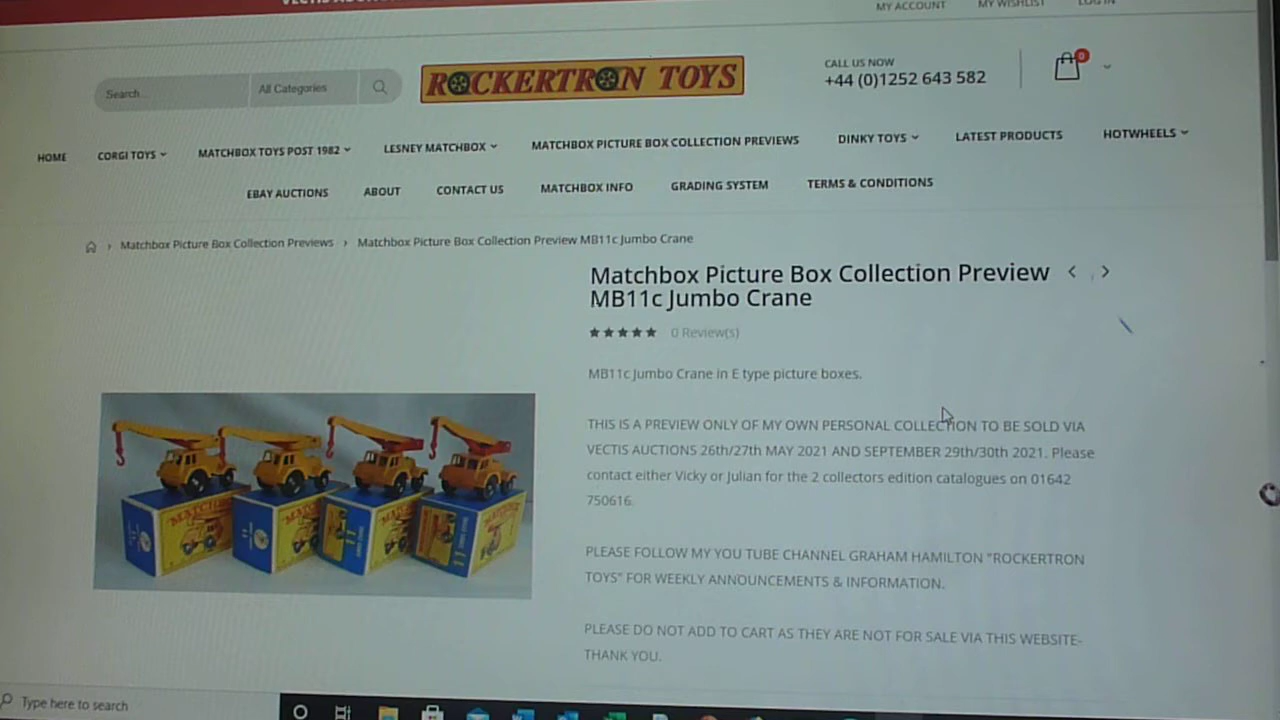 MY ACCOUNT MY WISHLIST LOG IN
Search... All Categories
ROCKERTRON TOYS
CALL US NOW
+44 (0)1252 643 582
0
HOME CORGI TOYS MATCHBOX TOYS POST 1982 LESNEY MATCHBOX MATCHBOX PICTURE BOX COLLECTION PREVIEWS DINKY TOYS LATEST PRODUCTS HOTWHEELS
EBAY AUCTIONS ABOUT CONTACT US MATCHBOX INFO GRADING SYSTEM TERMS & CONDITIONS
Matchbox Picture Box Collection Previews › Matchbox Picture Box Collection Preview MB11c Jumbo Crane
Matchbox Picture Box Collection Preview
MB11c Jumbo Crane
0 Review(s)
MB11c Jumbo Crane in E type picture boxes.
THIS IS A PREVIEW ONLY OF MY OWN PERSONAL COLLECTION TO BE SOLD VIA
VECTIS AUCTIONS 26th/27th MAY 2021 AND SEPTEMBER 29th/30th 2021. Please
contact either Vicky or Julian for the 2 collectors edition catalogues on 01642
750616.
PLEASE FOLLOW MY YOU TUBE CHANNEL GRAHAM HAMILTON "ROCKERTRON
TOYS" FOR WEEKLY ANNOUNCEMENTS & INFORMATION.
PLEASE DO NOT ADD TO CART AS THEY ARE NOT FOR SALE VIA THIS WEBSITE-
THANK YOU.
Type here to search